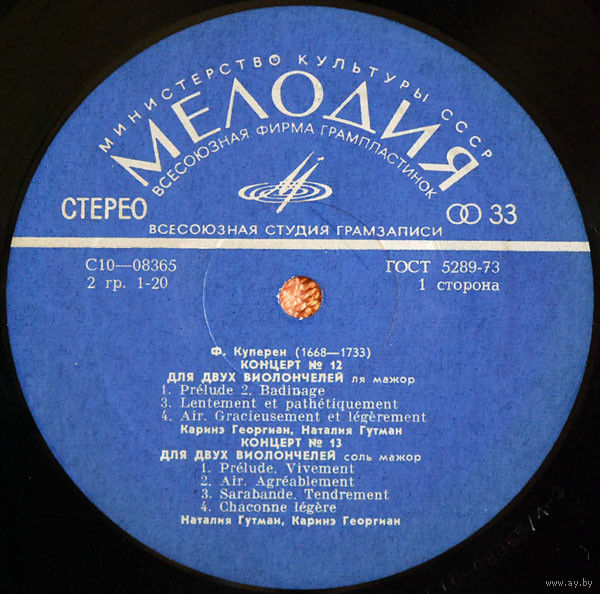 МИНИСТЕРСТВО КУЛЬТУРЫ СССР
МЕЛОДИЯ
ВСЕСОЮЗНАЯ ФИРМА ГРАМПЛАСТИНОК
СТЕРЕО
33
ВСЕСОЮЗНАЯ СТУДИЯ ГРАМЗАПИСИ
С10—08365
ГОСТ 5289-73
2 гр. 1-20
1 сторона
Ф. Куперен (1668—1733)
КОНЦЕРТ № 12
ДЛЯ ДВУХ ВИОЛОНЧЕЛЕЙ ля мажор
1. Prélude 2. Badinage
3. Lentement et pathétiquement
4. Air. Gracieusement et légèrement
Каринэ Георгиан, Наталия Гутман
КОНЦЕРТ № 13
ДЛЯ ДВУХ ВИОЛОНЧЕЛЕЙ соль мажор
1. Prélude. Vivement
2. Air. Agréablement
3. Sarabande. Tendrement
4. Chaconne légère
Наталия Гутман, Каринэ Георгиан
www.ay.by